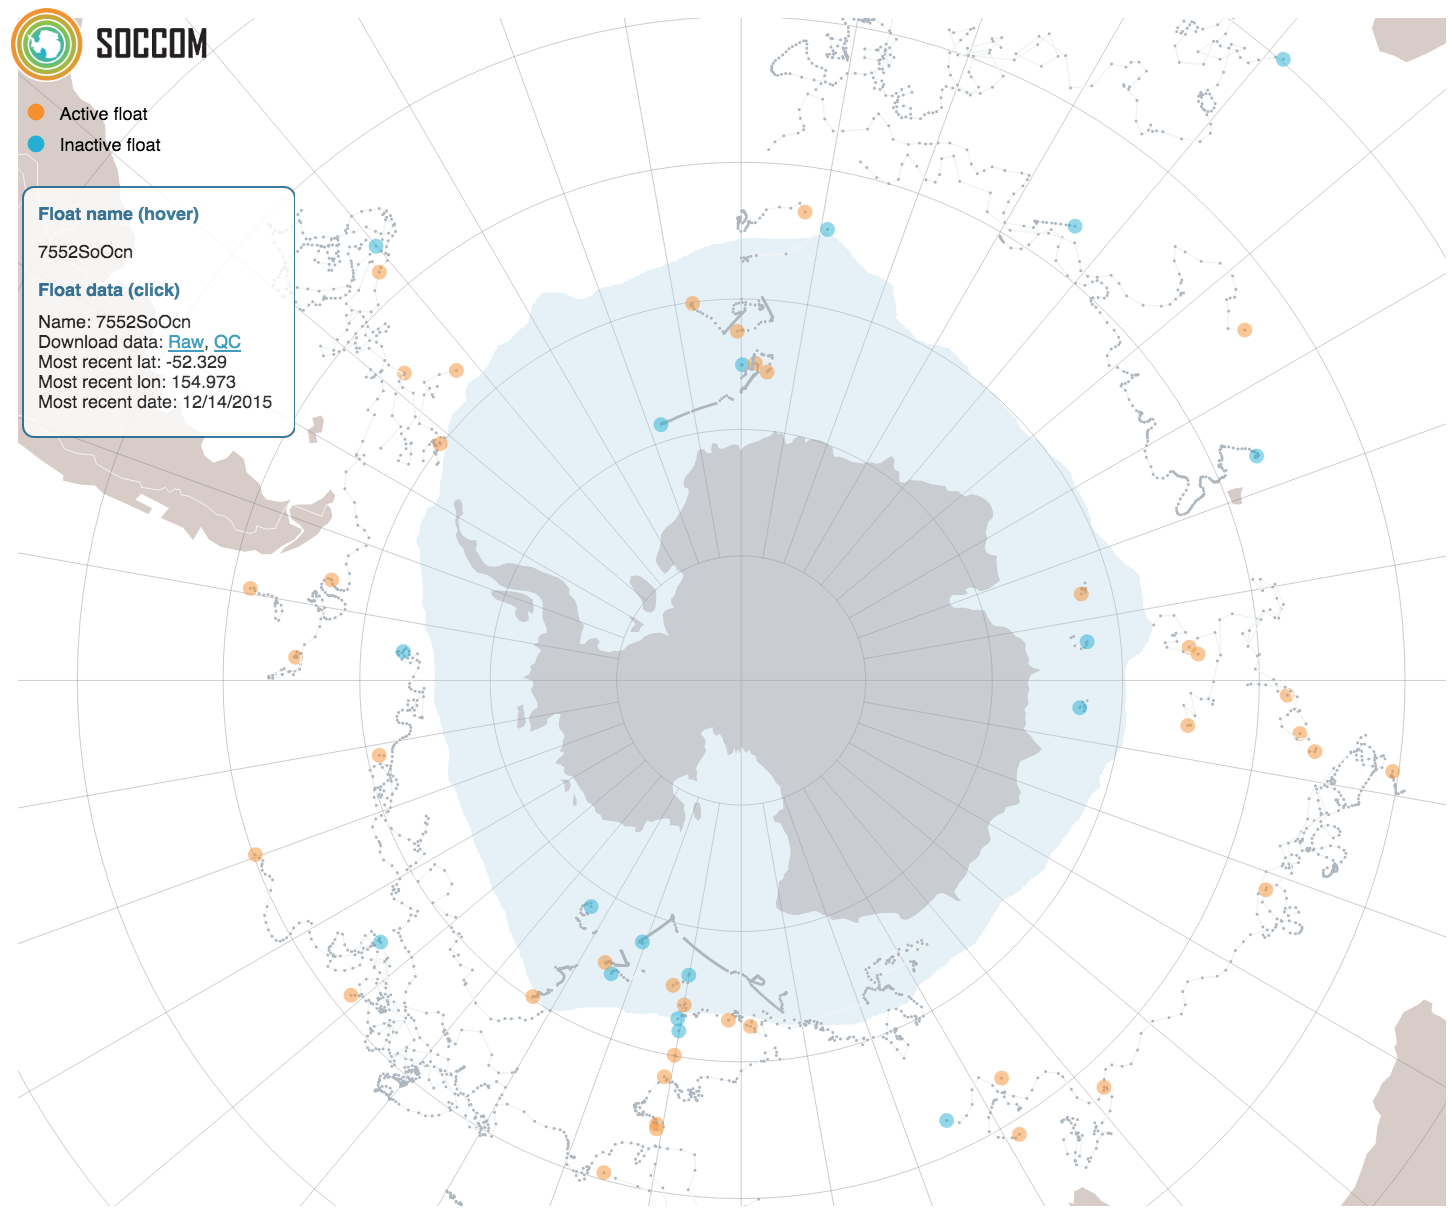 SOCCOM
Active float
Inactive float
Float name (hover)
7552SoOcn
Float data (click)
Name: 7552SoOcn
Download data: Raw, QC
Most recent lat: -52.329
Most recent lon: 154.973
Most recent date: 12/14/2015